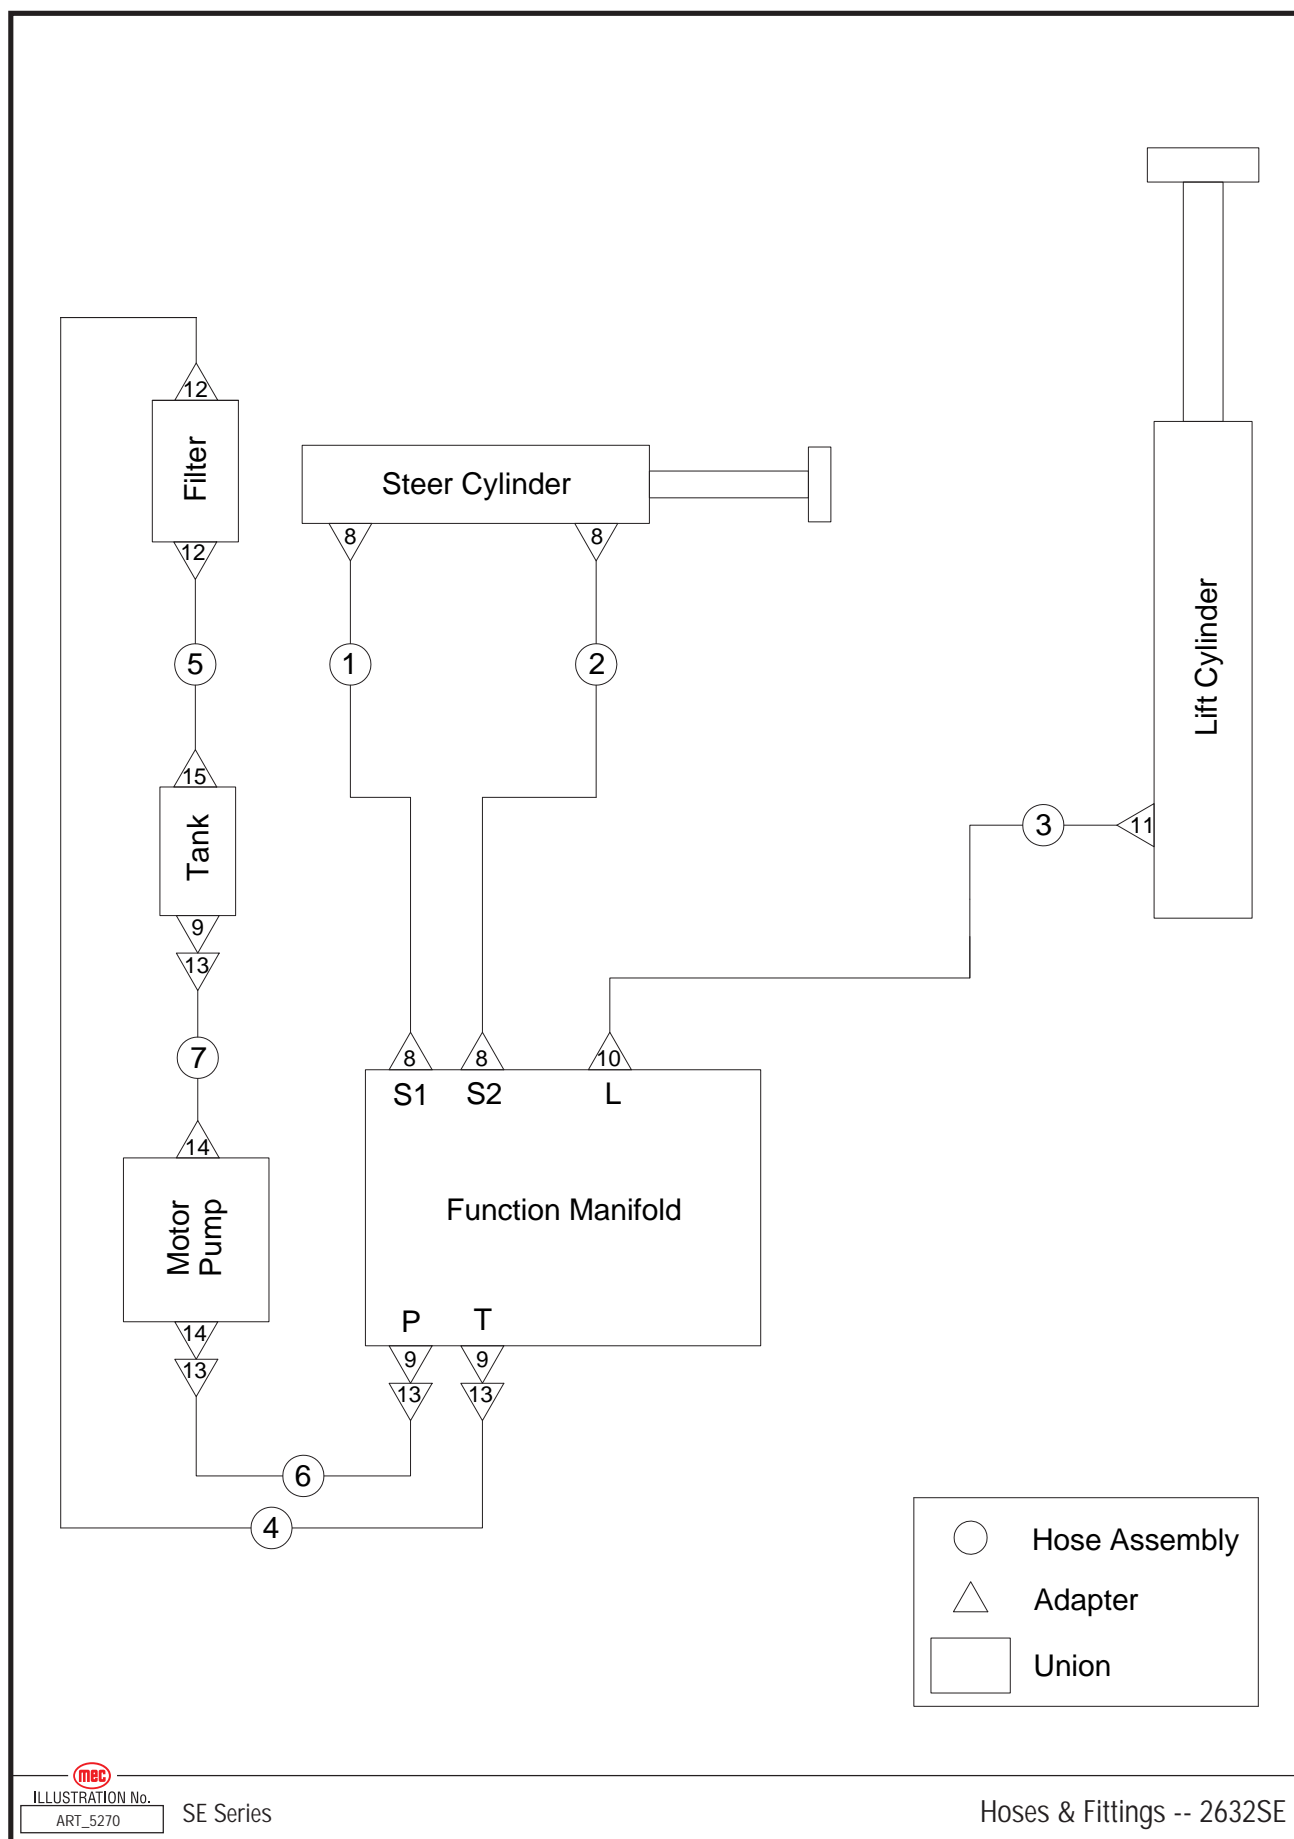 12
Filter
12
5
15
Tank
9
13
7
14
Motor
Pump
14
13
Steer Cylinder
8
8
1
2
Lift Cylinder
3
11
8
8
10
S1
S2
L
Function Manifold
P
T
9
9
13
13
6
4
Hose Assembly
Adapter
Union
mec
ILLUSTRATION No.
ART_5270
SE Series
Hoses & Fittings -- 2632SE